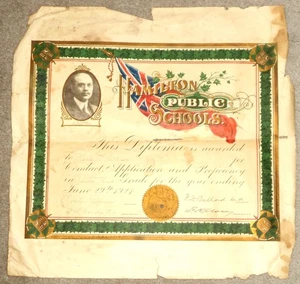 HAMILTON
PUBLIC
SCHOOLS.
This Diploma is awarded
to for
Conduct Application and Proficiency
in Grade for the year ending
June